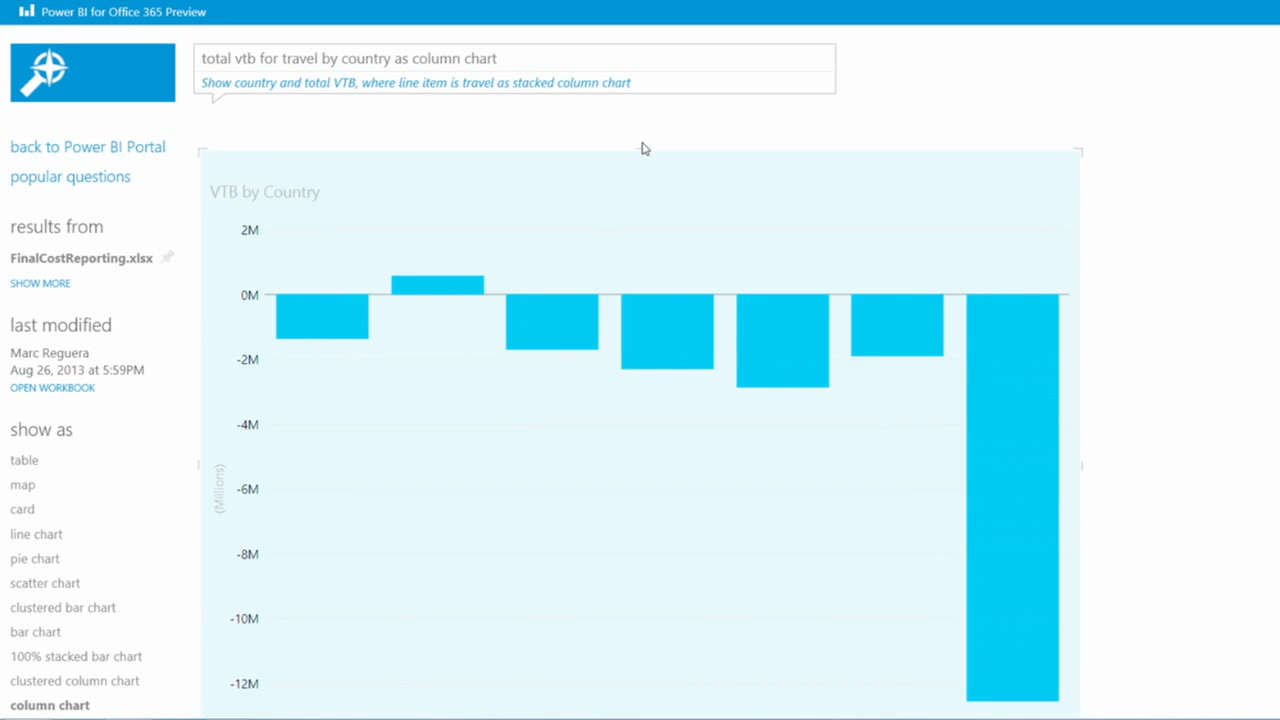 Power BI for Office 365 Preview
total vtb for travel by country as column chart
Show country and total VTB, where line item is travel as stacked column chart
back to Power BI Portal
popular questions
results from
FinalCostReporting.xlsx
SHOW MORE
last modified
Marc Reguera
Aug 26, 2013 at 5:59PM
OPEN WORKBOOK
show as
table
map
card
line chart
pie chart
scatter chart
clustered bar chart
bar chart
100% stacked bar chart
clustered column chart
column chart
VTB by Country
2M
0M
-2M
-4M
-6M
-8M
-10M
-12M
(Millions)